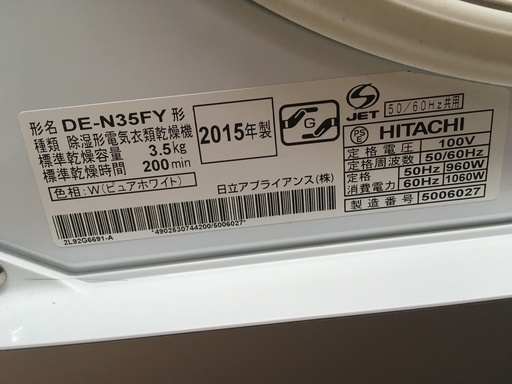 形名 DE-N35FY 形
種類 除湿形電気衣類乾燥機
標準乾燥容量 3.5kg
標準乾燥時間 200min
色相:W(ピュアホワイト)
2015年製
G
日立アプライアンス(株)
2L92G6691-A
*4902530744200/5006027*
JET
50/60Hz共用
PSE
HITACHI
定格電圧 100V
定格周波数 50/60Hz
定格消費電力 50Hz 960W
60Hz 1060W
製造番号 5006027